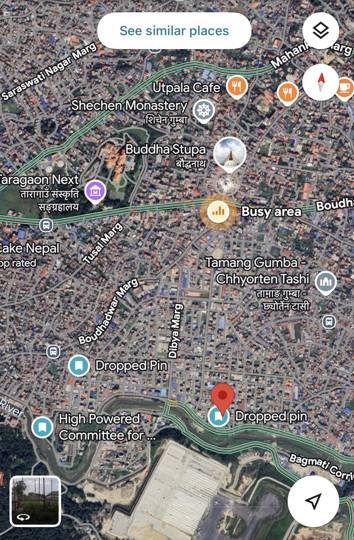 See similar places
Saraswati Nagar Marg
Utpala Cafe
Shechen Monastery
शिचेन गुम्बा
Buddha Stupa
बौद्धनाथ
Taragaon Next
तारागाउँ संस्कृति
सङ्ग्रहालय
Busy area
Boudha
Cake Nepal
op rated
Tusal Marg
Tamang Gumba -
Chhyorten Tashi
तामाङ गुम्बा -
छ्योर्तेन टासी
Boudhadwar Marg
Dibya Marg
Dropped Pin
Dropped pin
High Powered
Committee for ...
River
Bagmati Corri